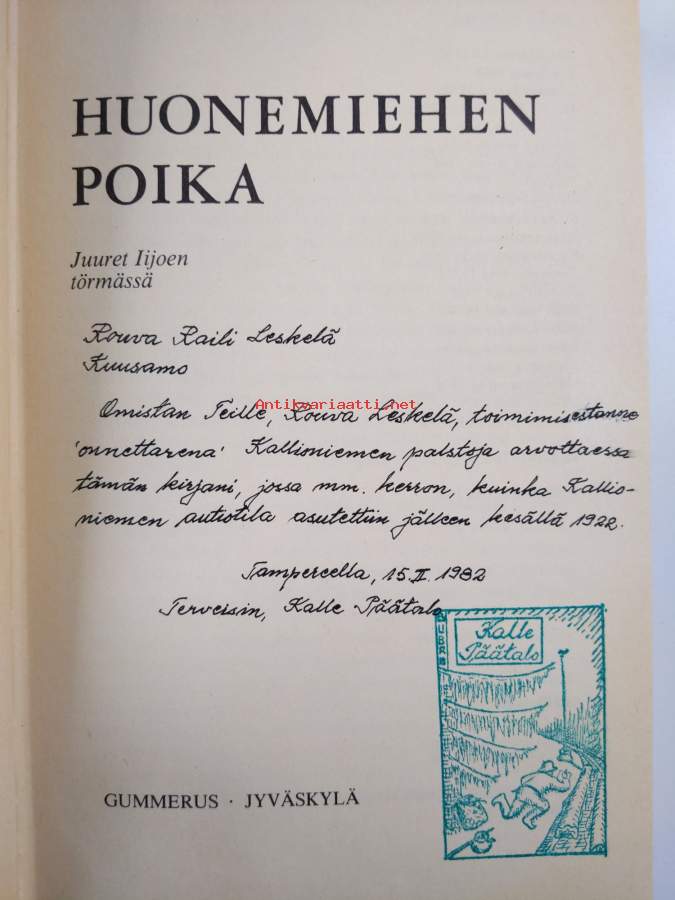 HUONEMIEHEN
POIKA
Juuret Iijoen
törmässä
Rouva Raili Leskelä
Kuusamo
Antikvariaatti.net
Omistan Teille, Rouva Leskelä, toimimisestanne
'onnettarena' Kallioniemen palstoja arvottaessa
tämän kirjani, jossa mm. kerron, kuinka Kallio-
niemen autiotila asutettiin jälleen kesällä 1922.
Tampereella, 15.II. 1982
Terveisin, Kalle Päätalo
Kalle
Päätalo
GUMMERUS · JYVÄSKYLÄ